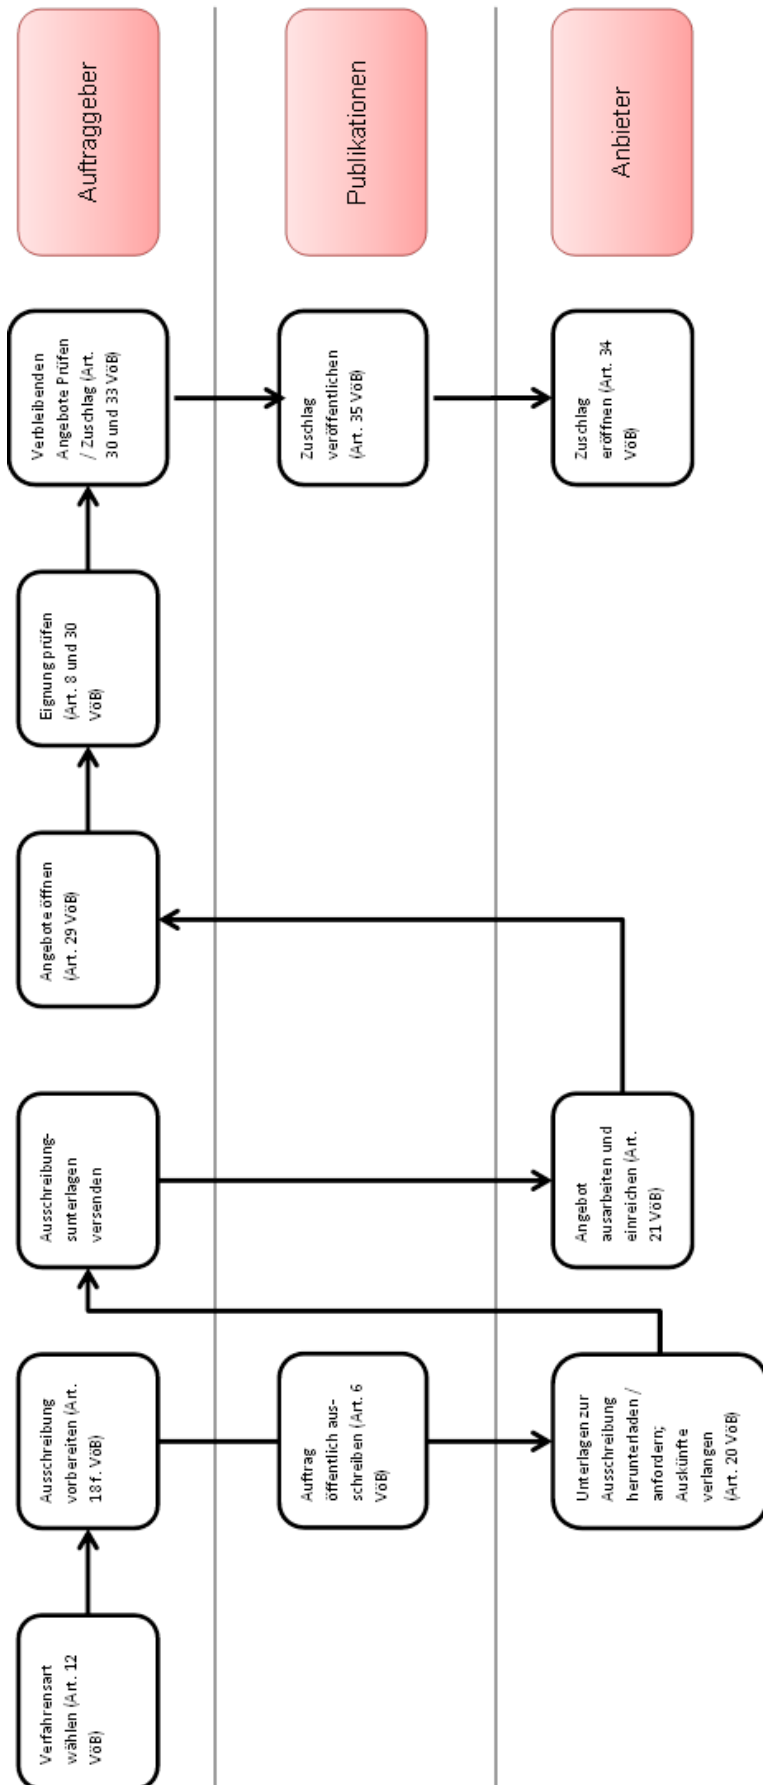 Verfahrensart
wählen (Art. 12
VöB)
Ausschreibung
vorbereiten (Art.
18f. VöB)
Ausschreibung-
sunterlagen
versenden
Angebote öffnen
(Art. 29 VöB)
Eignung prüfen
(Art. 8 und 30
VöB)
Verbleibenden
Angebote Prüfen
/ Zuschlag (Art.
30 und 33 VöB)
Auftraggeber
Auftrag
öffentlich aus-
schreiben (Art. 6
VöB)
Zuschlag
veröffentlichen
(Art. 35 VöB)
Publikationen
Unterlagen zur
Ausschreibung
herunterladen /
anfordern;
Auskünfte
verlangen
(Art. 20 VöB)
Angebot
ausarbeiten und
einreichen (Art.
21 VöB)
Zuschlag
eröffnen (Art. 34
VöB)
Anbieter